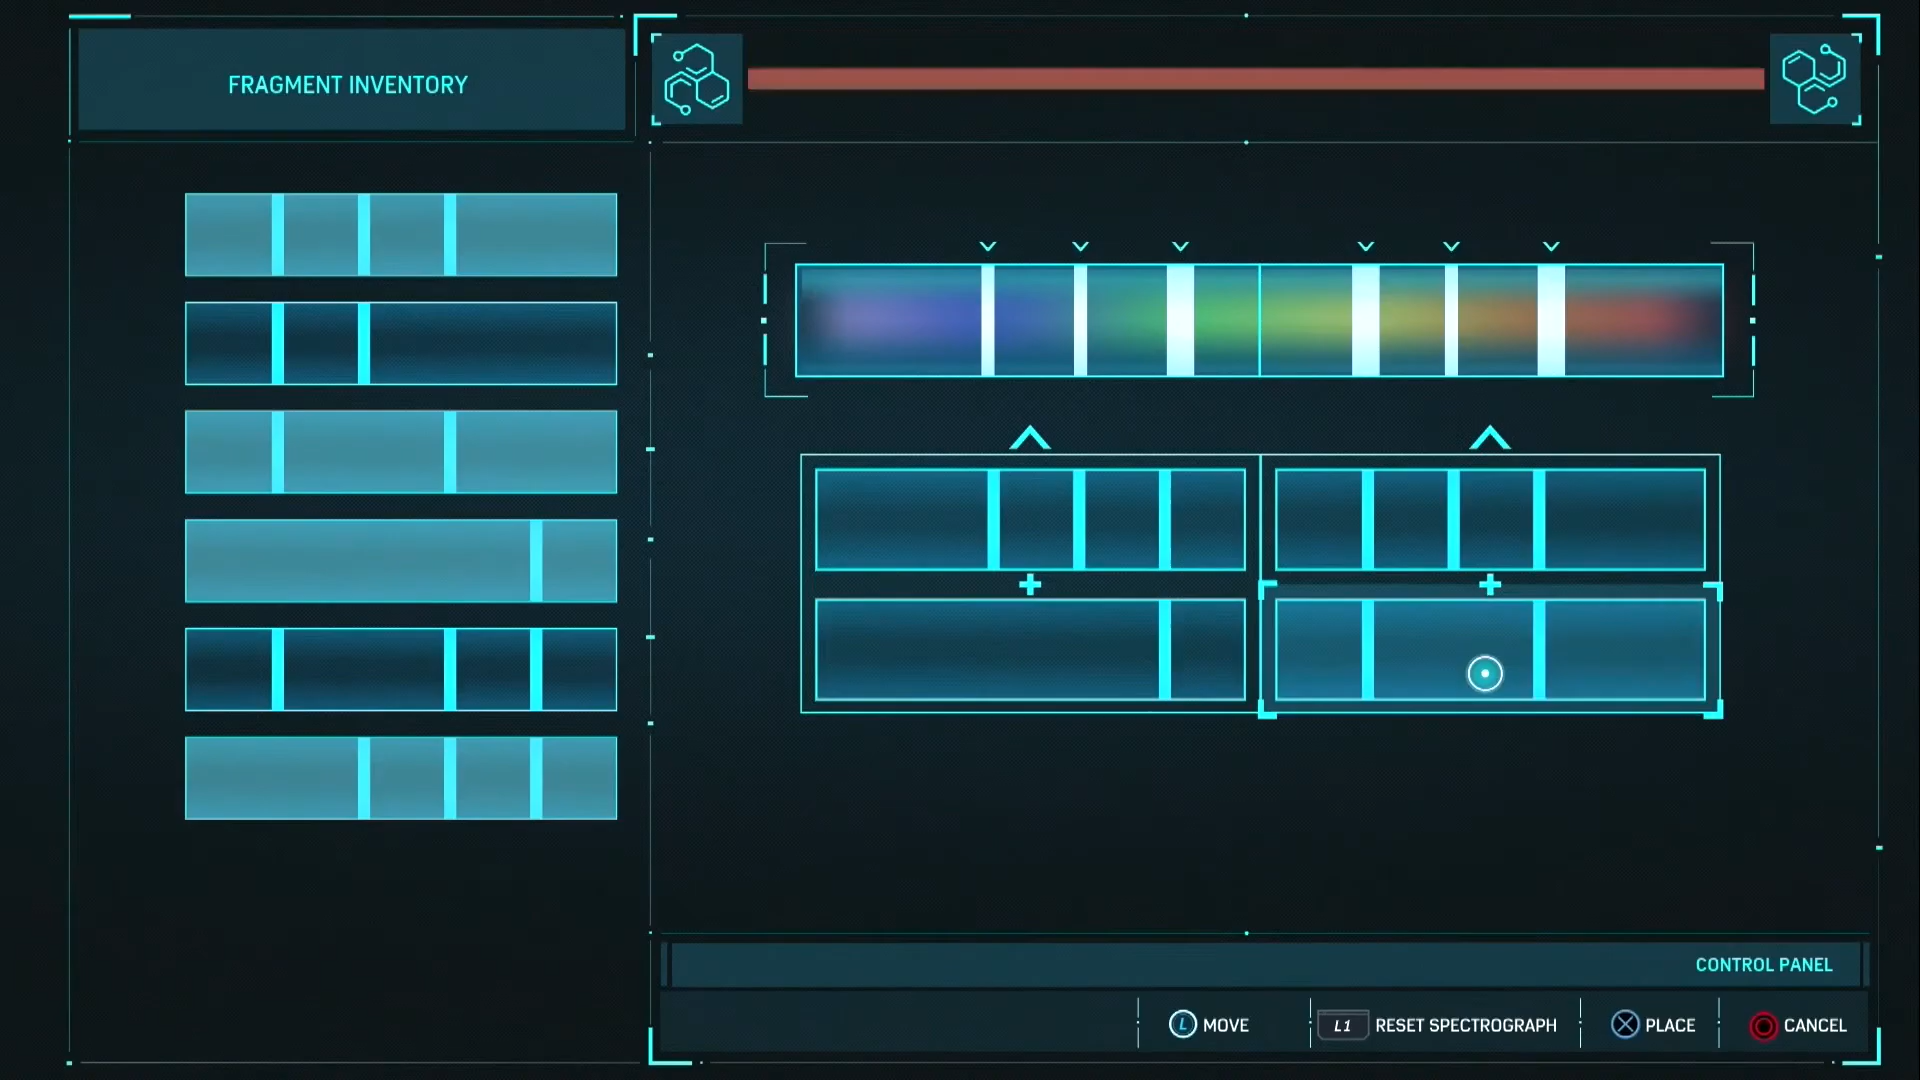 FRAGMENT INVENTORY
CONTROL PANEL
L MOVE
L1 RESET SPECTROGRAPH
PLACE
CANCEL